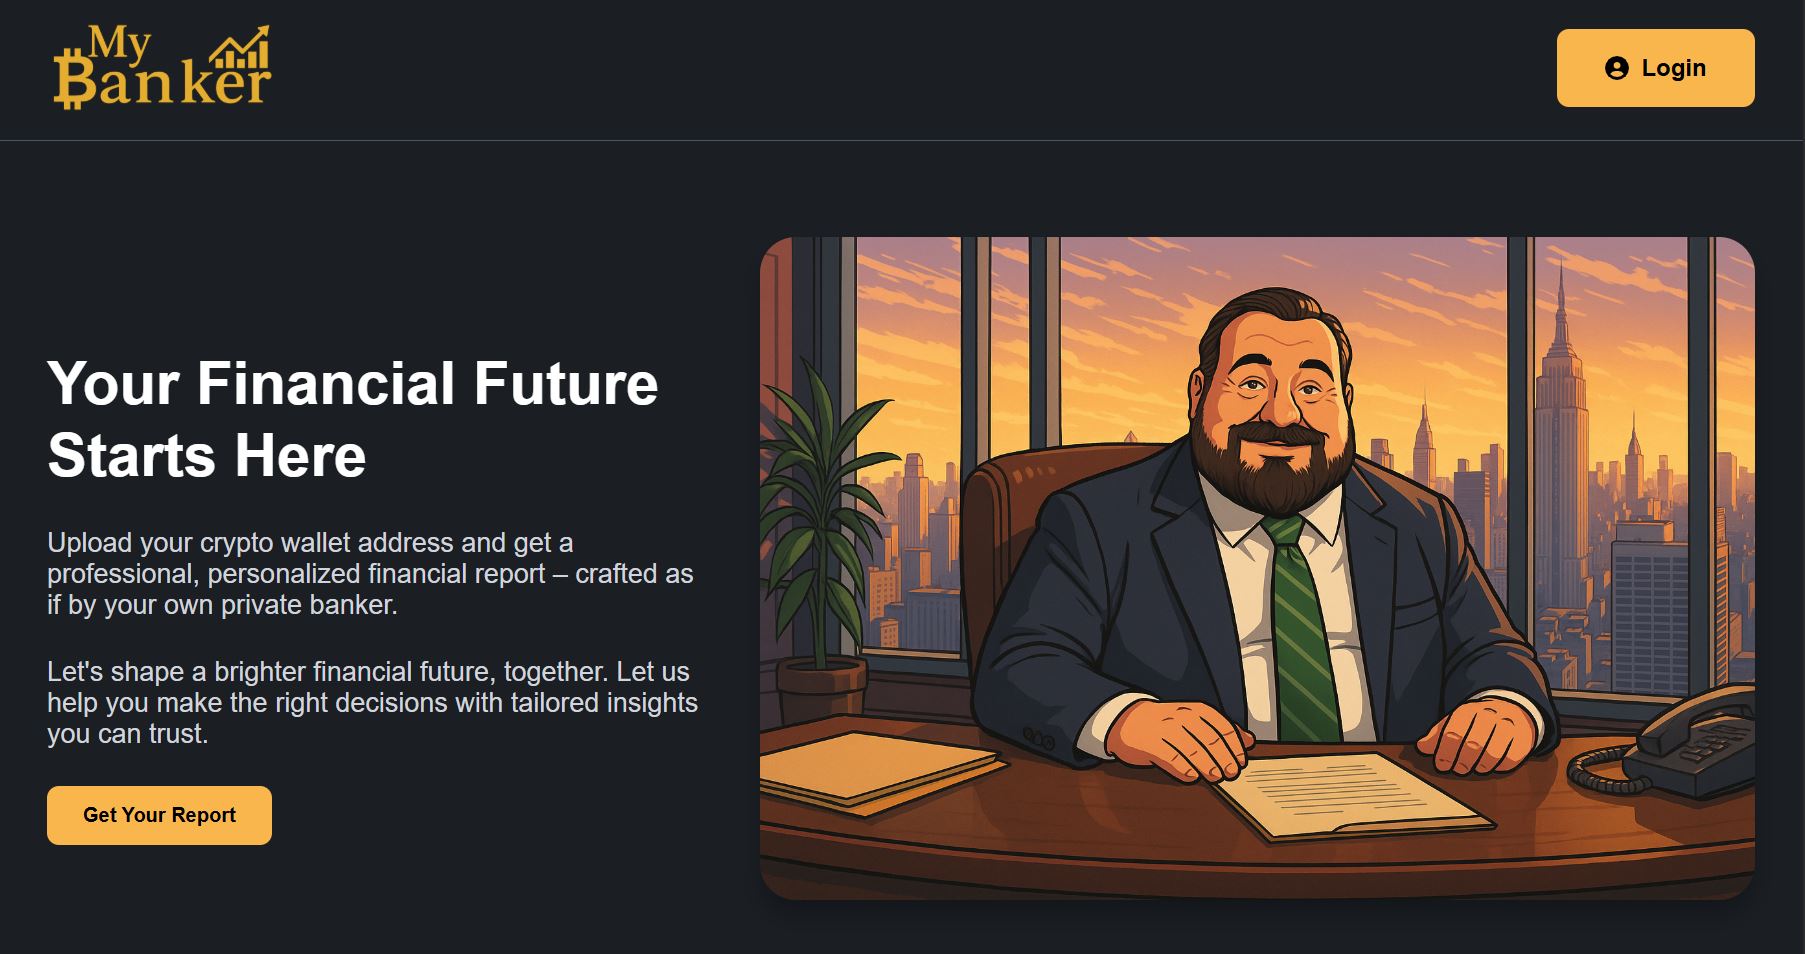 My
Banker
Login
Your Financial Future
Starts Here
Upload your crypto wallet address and get a
professional, personalized financial report – crafted as
if by your own private banker.
Let's shape a brighter financial future, together. Let us
help you make the right decisions with tailored insights
you can trust.
Get Your Report